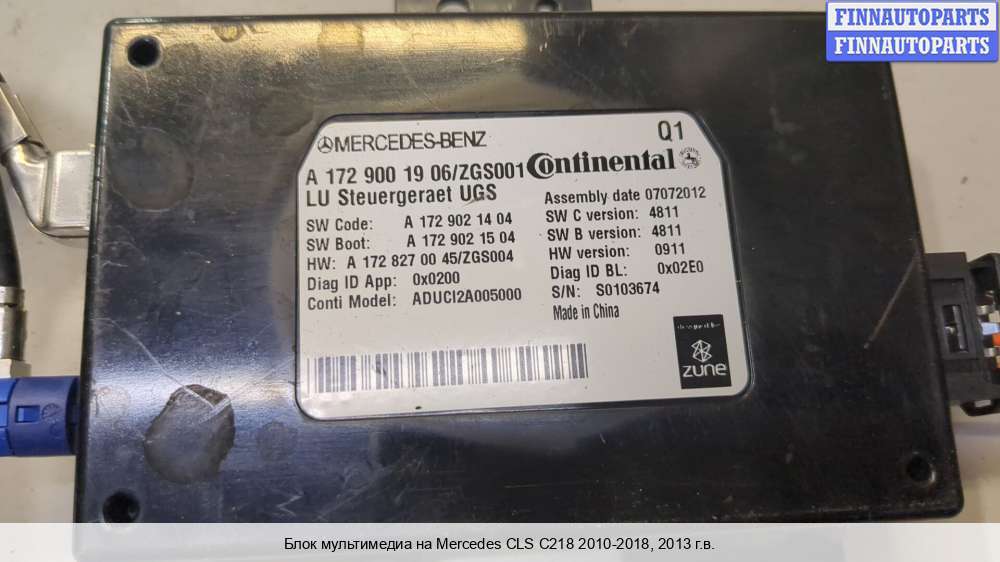 FINNAUTOPARTS
FINNAUTOPARTS
MERCEDES-BENZ
Q1
A 172 900 19 06/ZGS001
Continental
LU Steuergeraet UGS
Assembly date 07072012
SW Code: A 172 902 14 04
SW C version: 4811
SW Boot: A 172 902 15 04
SW B version: 4811
HW: A 172 827 00 45/ZGS004
HW version: 0911
Diag ID App: 0x0200
Diag ID BL: 0x02E0
Conti Model: ADUCI2A005000
S/N: S0103674
Made in China
zune
Блок мультимедиа на Mercedes CLS C218 2010-2018, 2013 г.в.